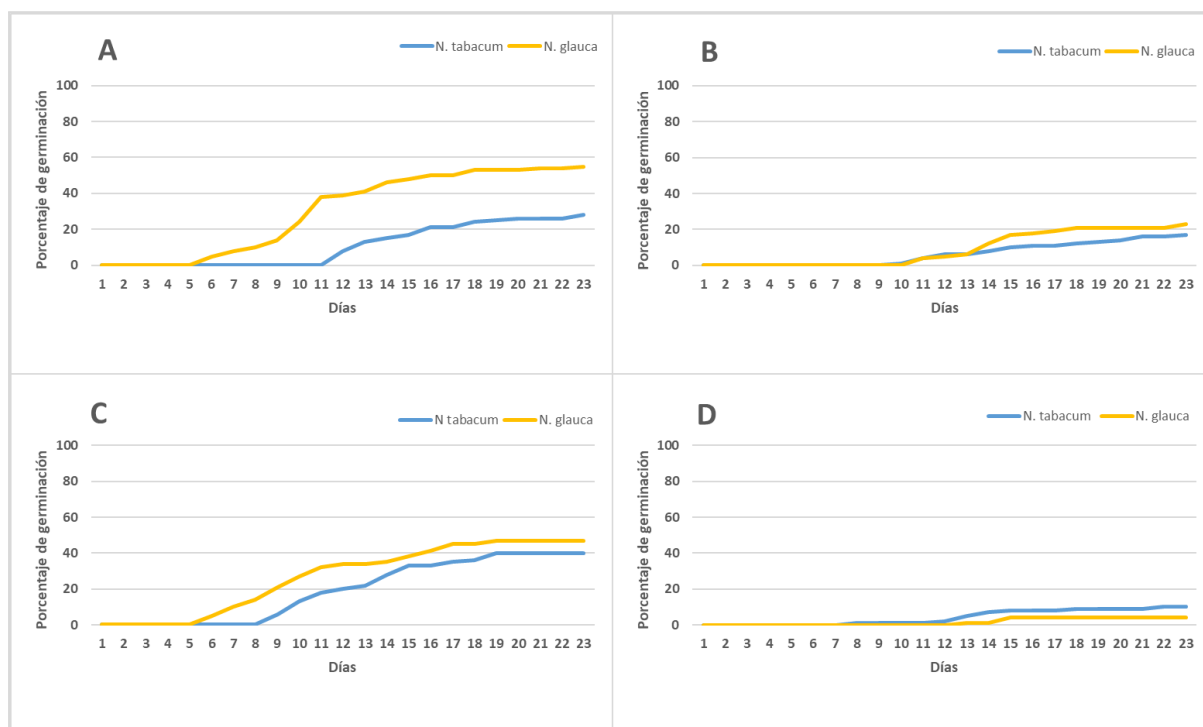 A
N. tabacum N. glauca
Porcentaje de germinación
100
80
60
40
20
0
1 2 3 4 5 6 7 8 9 10 11 12 13 14 15 16 17 18 19 20 21 22 23
Días
B
N. tabacum N. glauca
Porcentaje de germinación
100
80
60
40
20
0
1 2 3 4 5 6 7 8 9 10 11 12 13 14 15 16 17 18 19 20 21 22 23
Días
C
N tabacum N. glauca
Porcentaje de germinación
100
80
60
40
20
0
1 2 3 4 5 6 7 8 9 10 11 12 13 14 15 16 17 18 19 20 21 22 23
Días
D
N. tabacum N. glauca
Porcentaje de germinación
100
80
60
40
20
0
1 2 3 4 5 6 7 8 9 10 11 12 13 14 15 16 17 18 19 20 21 22 23
Días